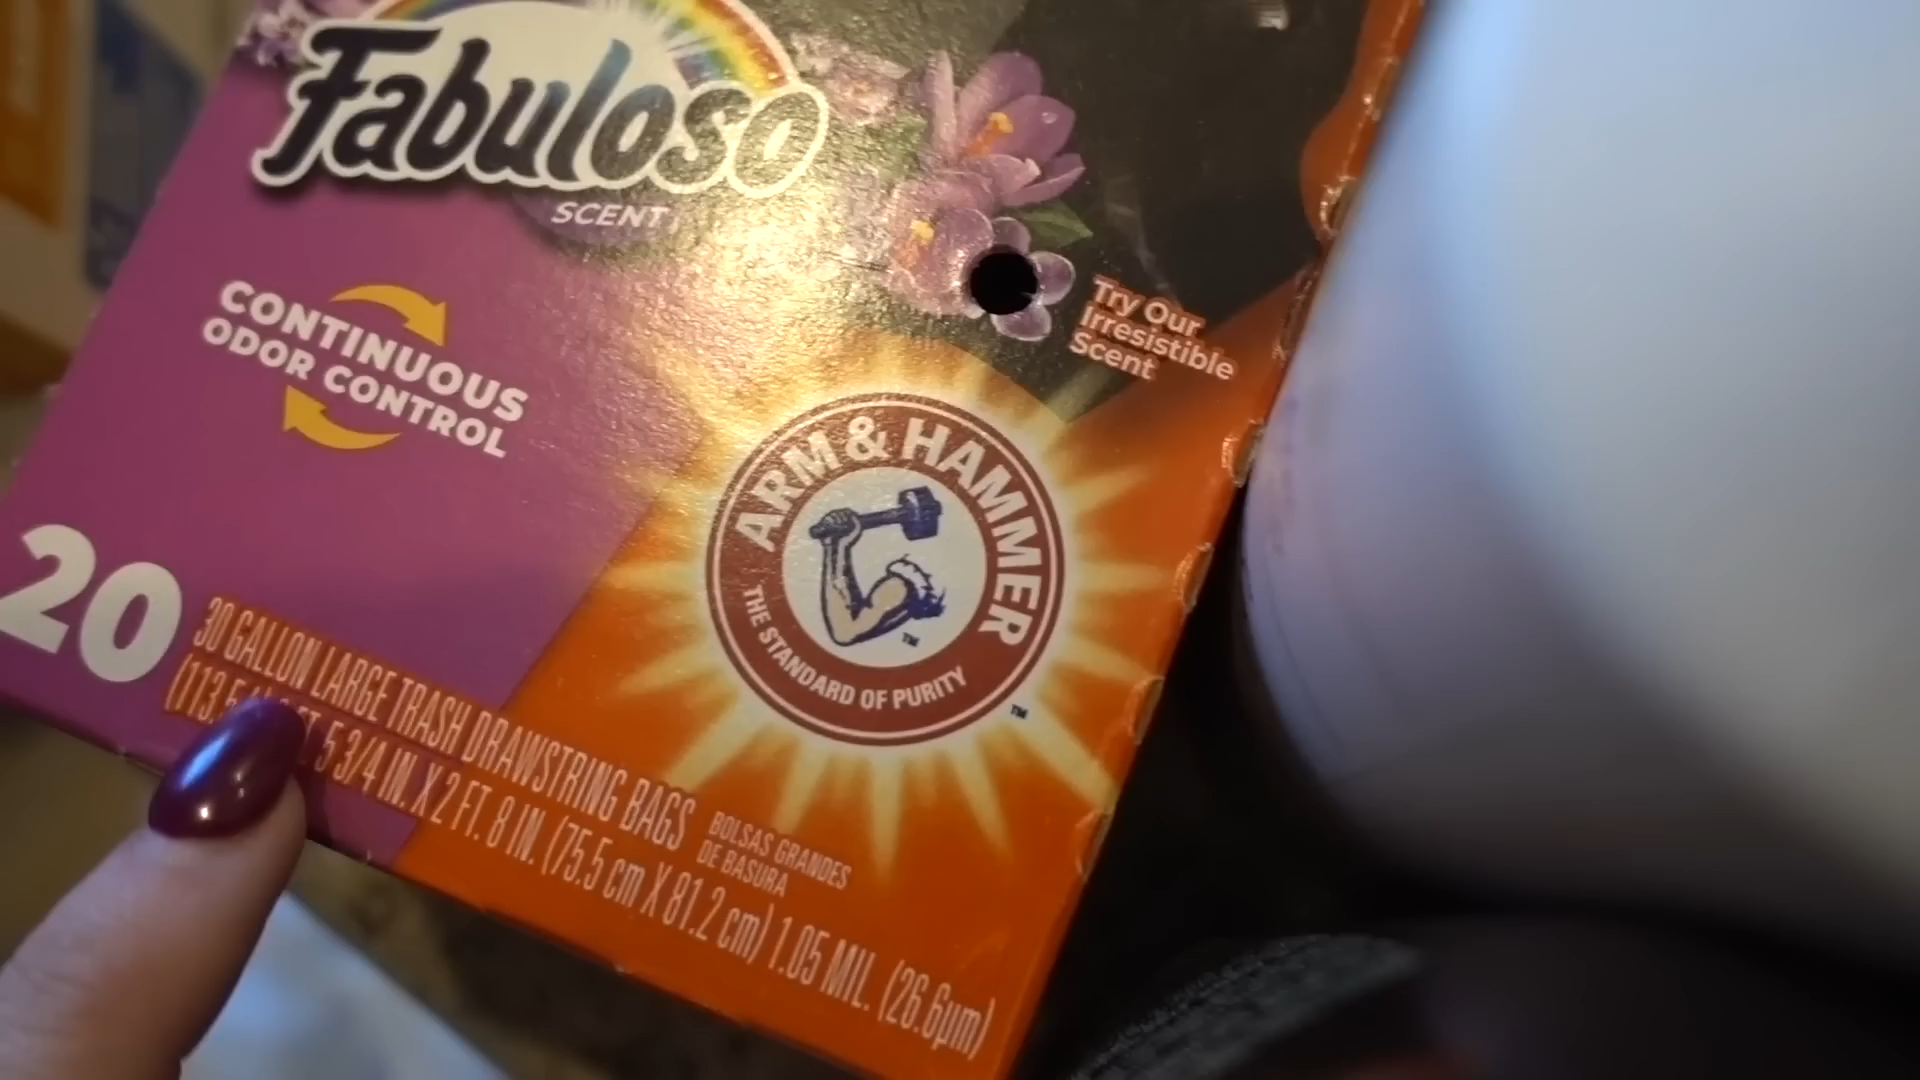 Fabuloso
SCENT
CONTINUOUS
ODOR CONTROL
Try Our
Irresistible
Scent
ARM & HAMMER
THE STANDARD OF PURITY
TM
TM
20
30 GALLON LARGE TRASH DRAWSTRING BAGS
BOLSAS GRANDES
DE BASURA
5 3/4 IN. X 2 FT. 8 IN. (75.5 cm X 81.2 cm) 1.05 MIL. (26.6µm)